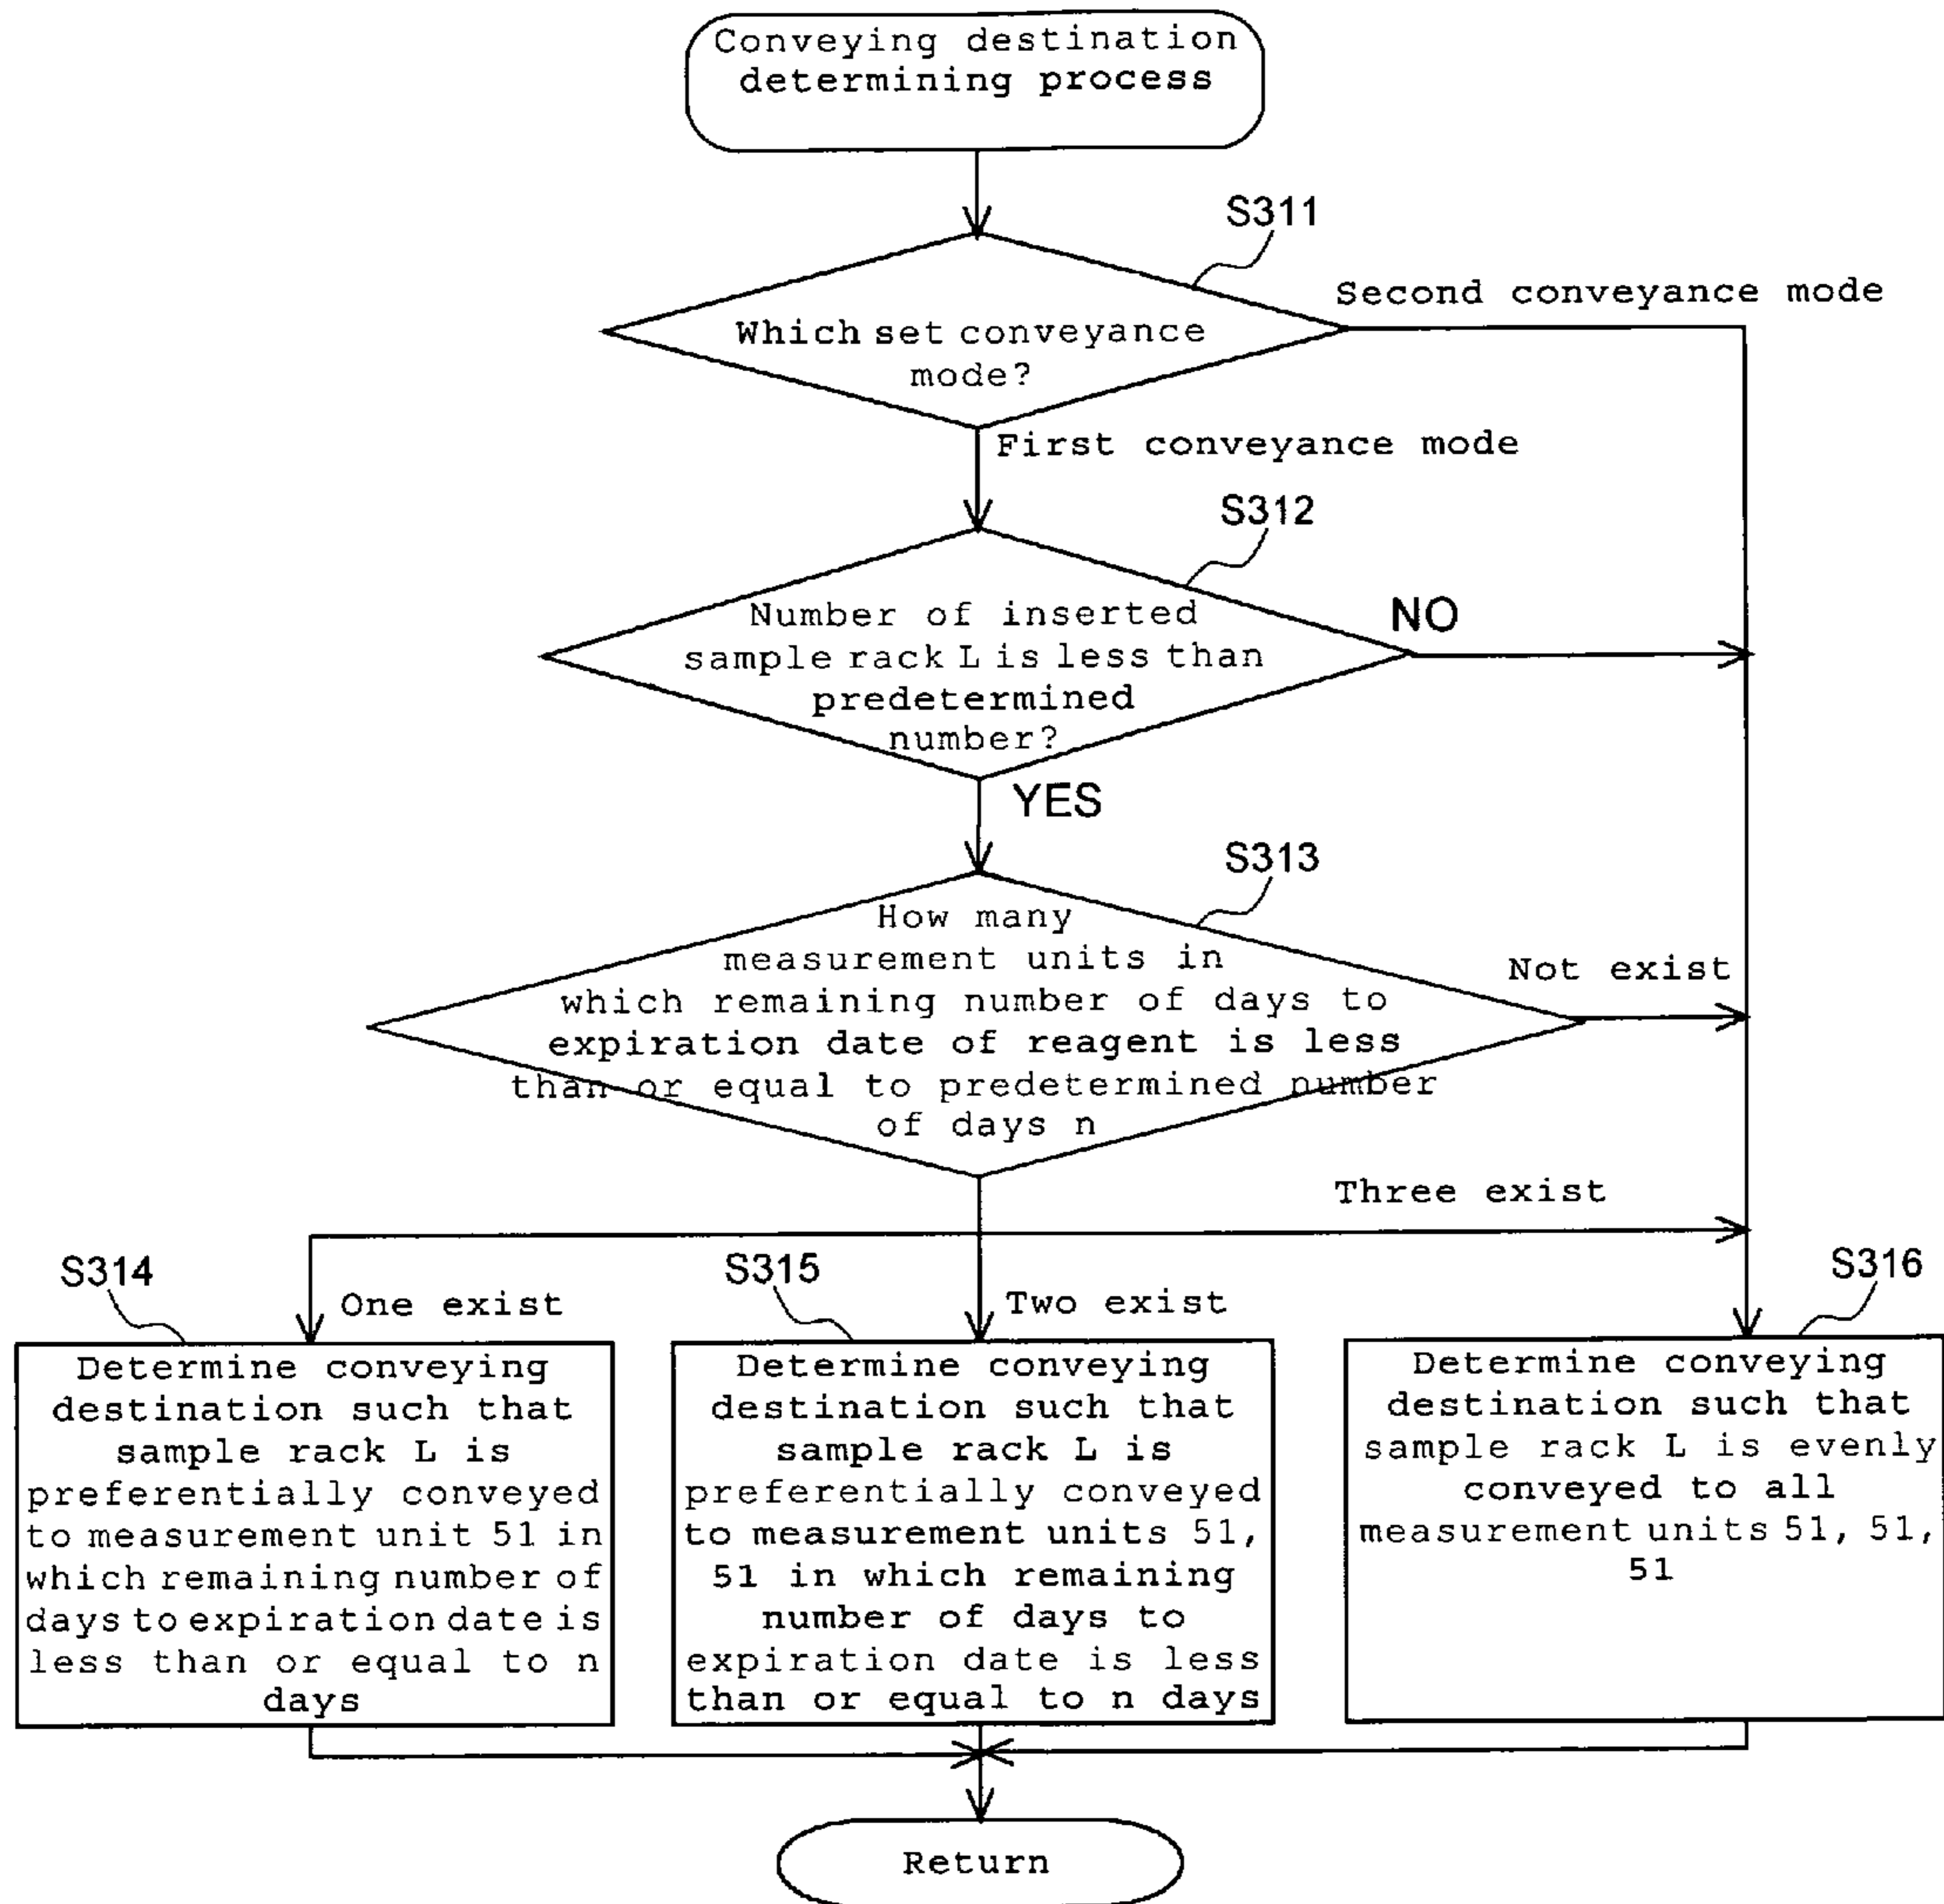 Conveying destination
determining process
S311
Second conveyance mode
Which set conveyance
mode?
First conveyance mode
S312
Number of inserted
sample rack L is less than
predetermined
number?
NO
YES
S313
How many
measurement units in
which remaining number of days to
expiration date of reagent is less
than or equal to predetermined number
of days n
Not exist
Three exist
S314
One exist
S315
Two exist
S316
Determine conveying
destination such that
sample rack L is
preferentially conveyed
to measurement unit 51 in
which remaining number of
days to expiration date is
less than or equal to n
days
Determine conveying
destination such that
sample rack L is
preferentially conveyed
to measurement units 51,
51 in which remaining
number of days to
expiration date is less
than or equal to n days
Determine conveying
destination such that
sample rack L is evenly
conveyed to all
measurement units 51, 51,
51
Return